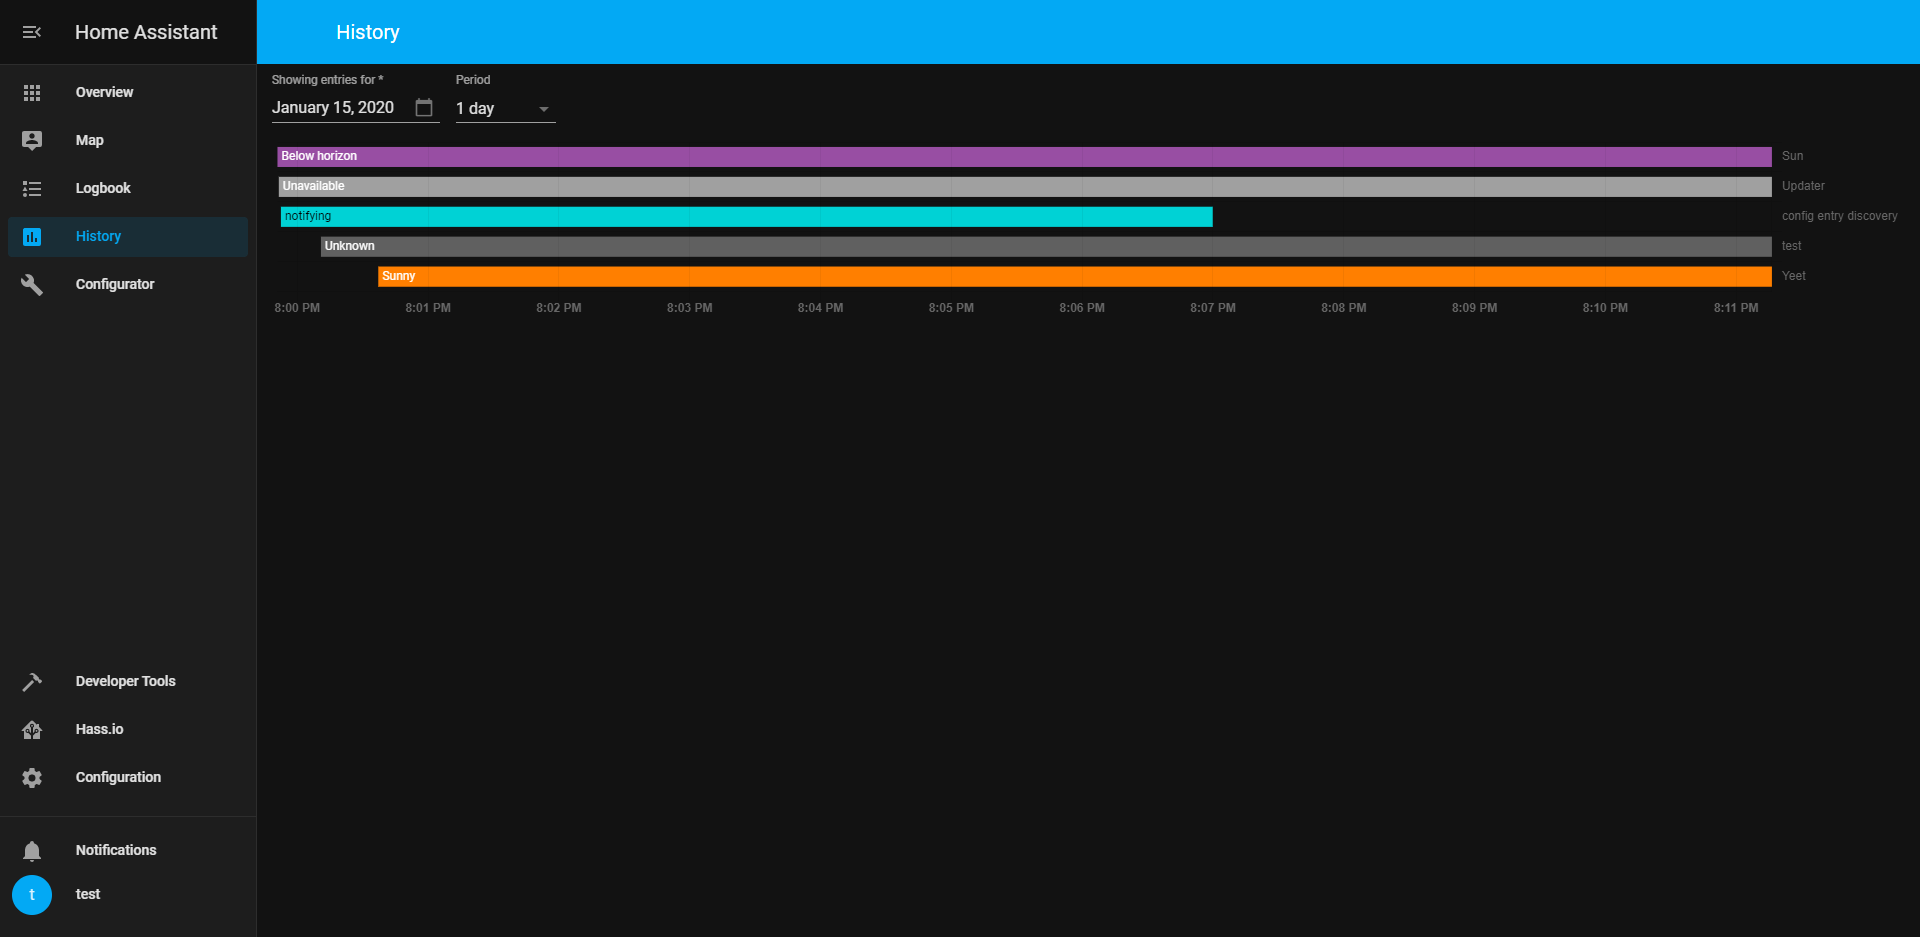 Home Assistant
History
Overview
Map
Logbook
History
Configurator
Developer Tools
Hass.io
Configuration
Notifications
t test
Showing entries for * Period
January 15, 2020 1 day
Below horizon Sun
Unavailable Updater
notifying config entry discovery
Unknown test
Sunny Yeet
8:00 PM 8:01 PM 8:02 PM 8:03 PM 8:04 PM 8:05 PM 8:06 PM 8:07 PM 8:08 PM 8:09 PM 8:10 PM 8:11 PM